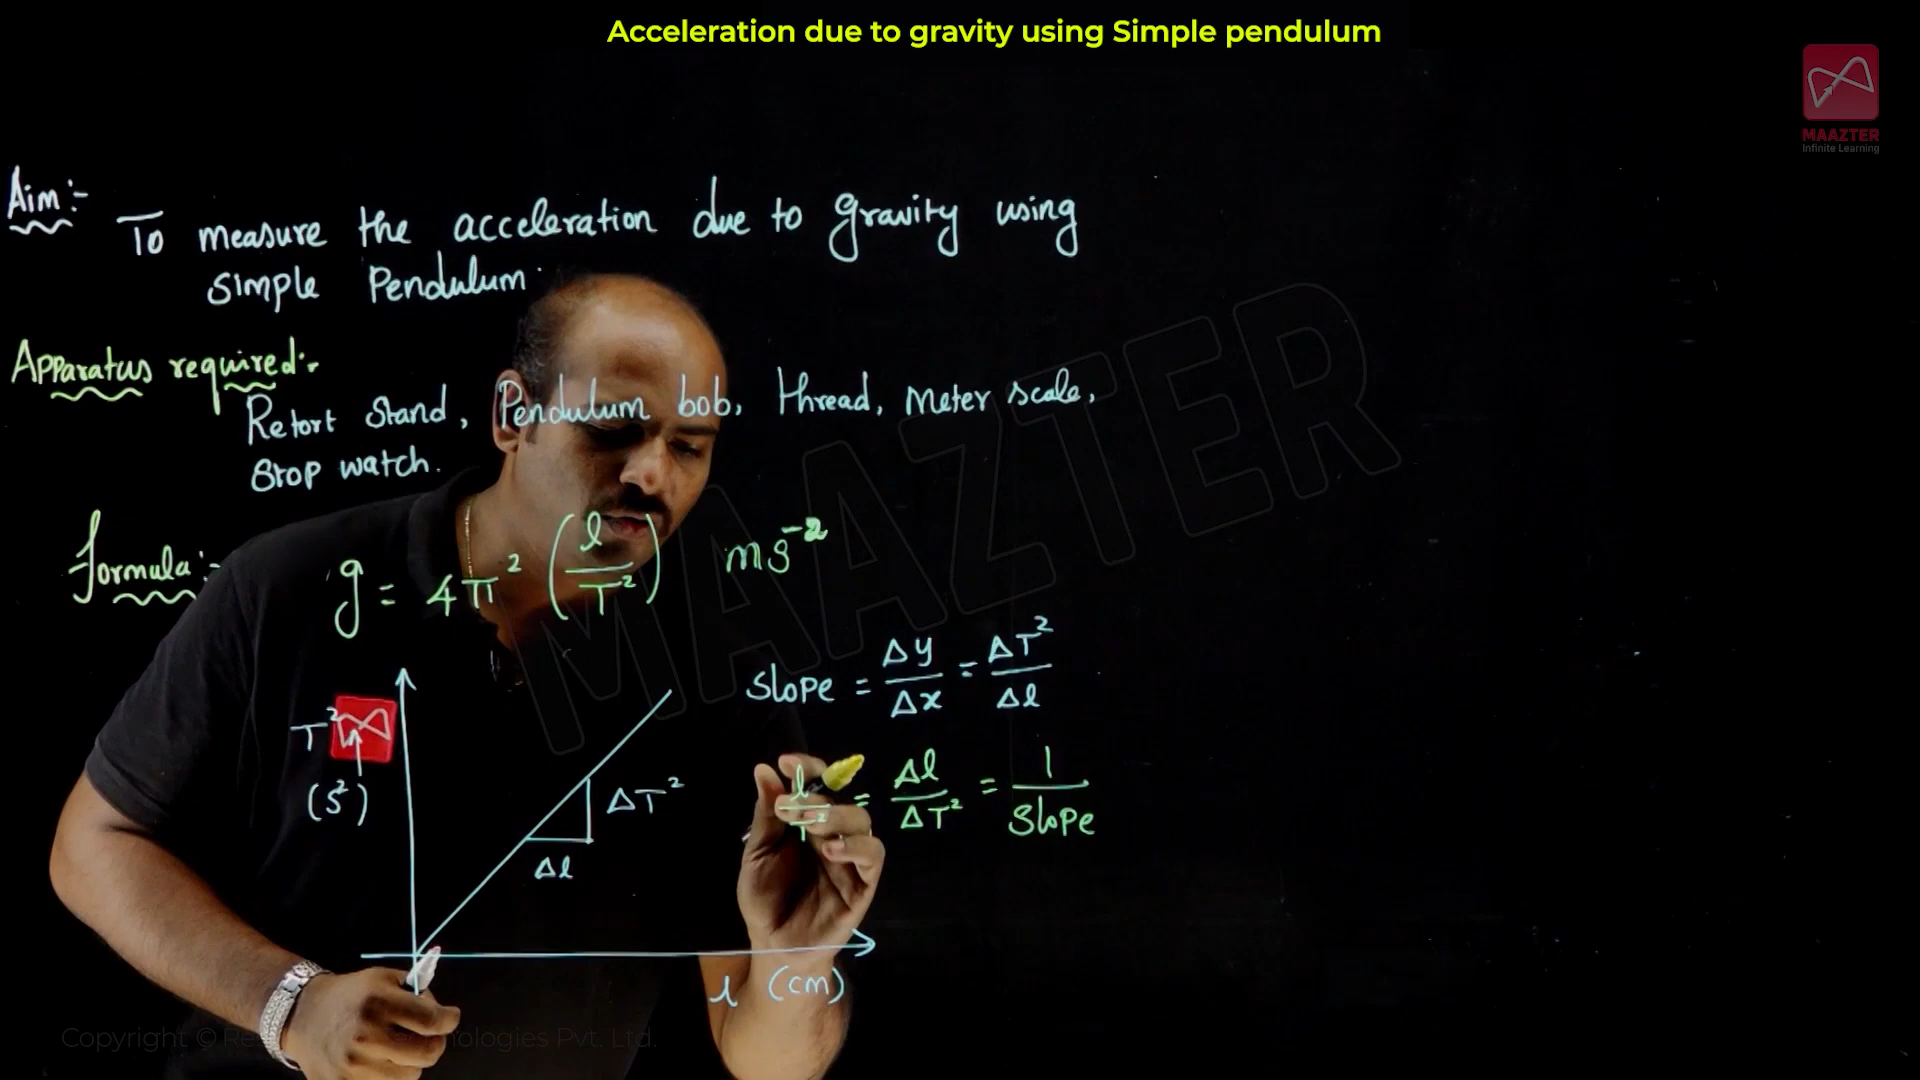 Acceleration due to gravity using Simple pendulum
MAAZTER
Infinite Learning
Aim:-
To measure the acceleration due to gravity using
simple Pendulum.
Apparatus required:-
Retort Stand, Pendulum bob, thread, Meter scale,
Stop watch.
Formula:-
g = 4π² (l/T²) ms⁻²
Slope = Δy/Δx = ΔT²/Δl
T²
(s²)
ΔT²
Δl
l/T² = Δl/ΔT² = 1/Slope
l (cm)
MAAZTER
Copyright ©